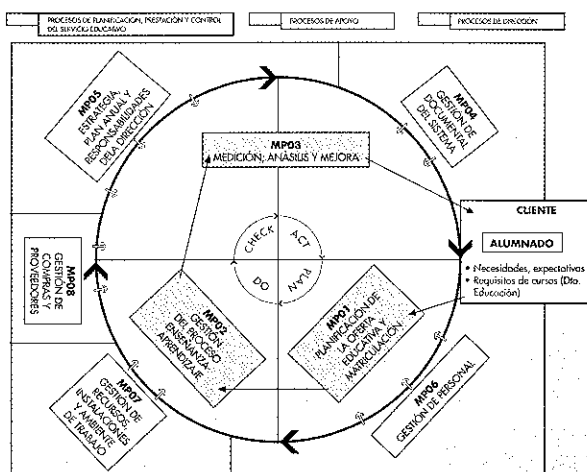 PROCESOS DE PLANIFICACIÓN, PRESTACIÓN Y CONTROL
DEL SERVICIO EDUCATIVO
PROCESOS DE APOYO
PROCESOS DE DIRECCIÓN
MP05
ESTRATEGIA,
PLAN ANUAL Y
RESPONSABILIDADES
DELA DIRECCIÓN
MP04
GESTIÓN DE
DOCUMENTAL
DEL SISTEMA
MP03
MEDICIÓN; ANÁSILIS Y MEJORA
CLIENTE
ALUMNADO
• Necesidades, expectativas
• Requisitos de cursos (Dto.
Educación)
CHECK
ACT
DO
PLAN
MP08
GESTIÓN DE
COMPRAS Y
PROVEEDORES
MP02
GESTIÓN
DEL PROCESO
ENSEÑANZA-
APRENDIZAJE
MP01
PLANIFICACIÓN DE
LA OFERTA
EDUCATIVA Y
MATRICULACIÓN
MP07
GESTIÓN DE
RECURSOS,
INSTALACIONES
Y AMBIENTE
DE TRABAJO
MP06
GESTIÓN DE PERSONAL